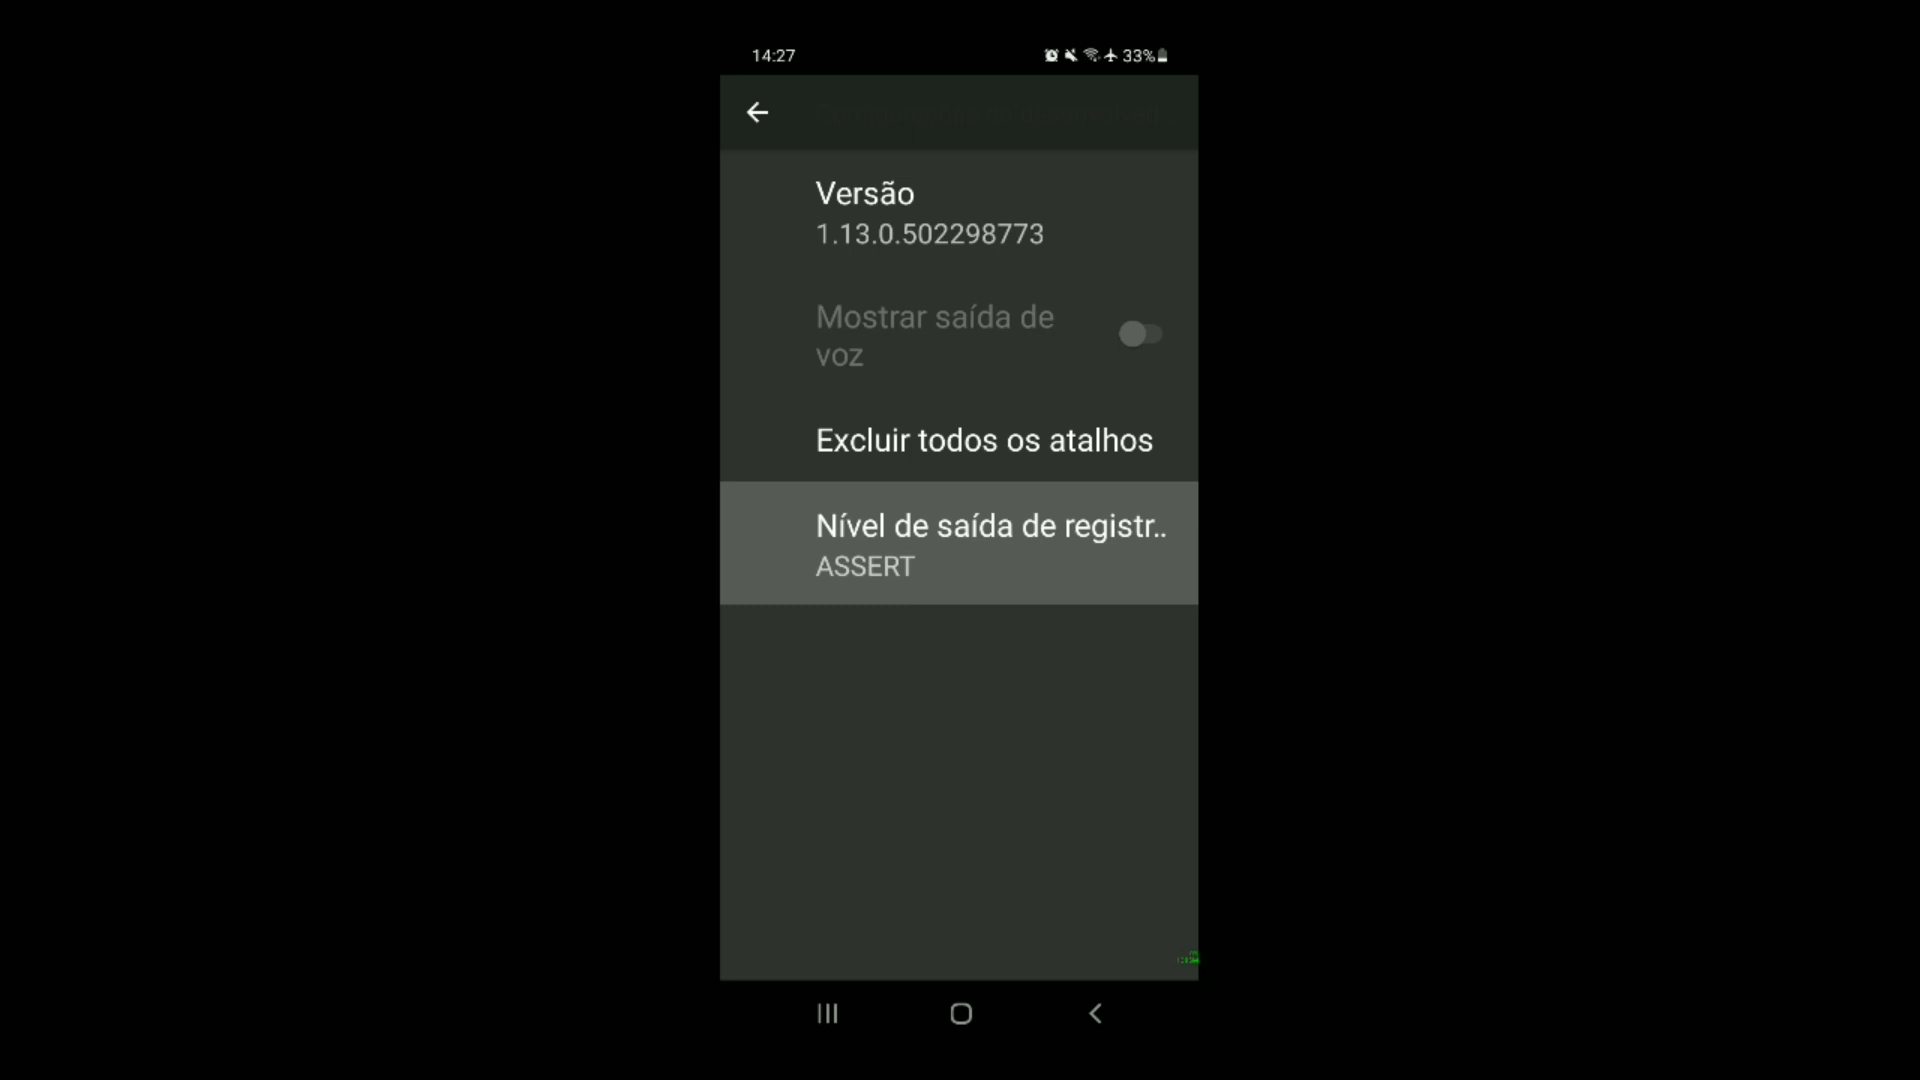 14:27
33%
Versão
1.13.0.502298773
Mostrar saída de
voz
Excluir todos os atalhos
Nível de saída de registr..
ASSERT